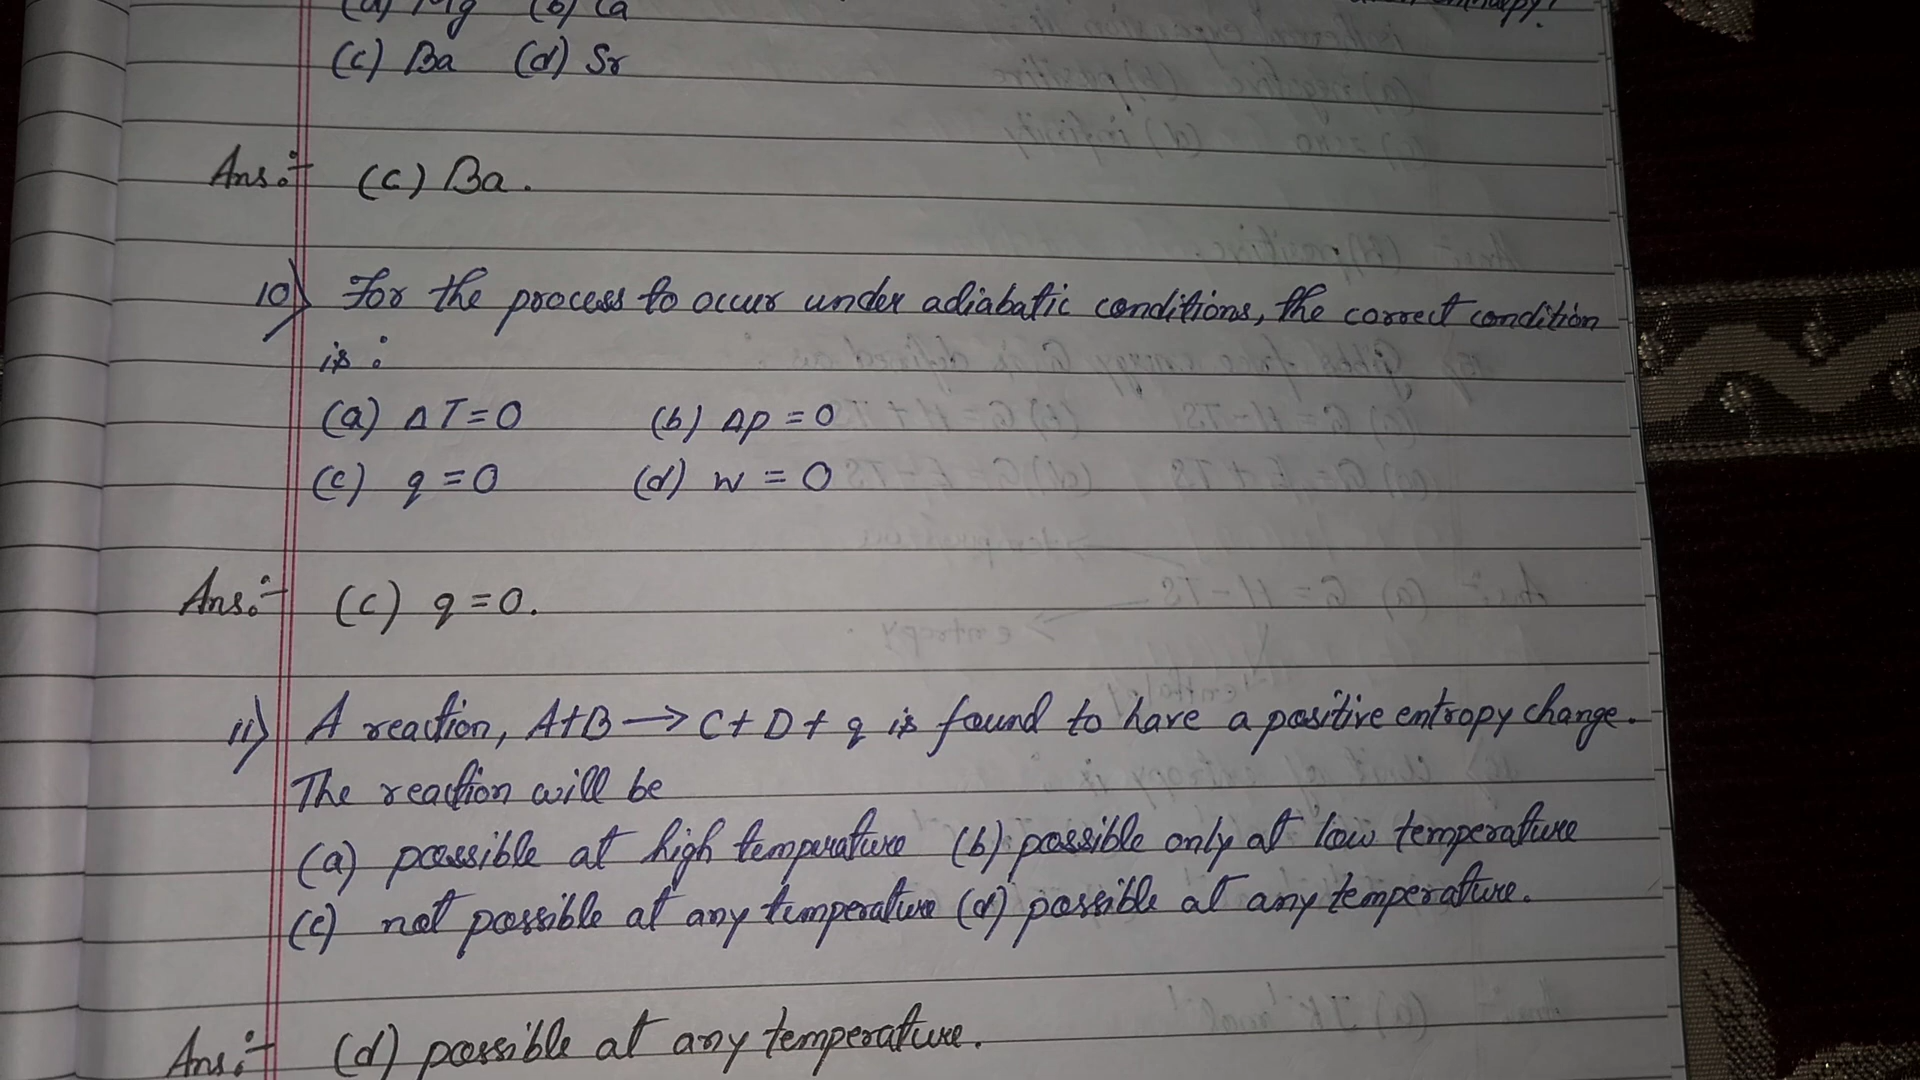 (a) Mg (b) Ca enthalpy?
(c) Ba (d) Sr
Ans:- (c) Ba.
10) For the process to occur under adiabatic conditions, the correct condition
is :
(a) ΔT = 0 (b) Δp = 0
(c) q = 0 (d) w = 0
Ans:- (c) q = 0.
11) A reaction, A+B → C+D+q is found to have a positive entropy change.
The reaction will be
(a) possible at high temperature (b) possible only at low temperature
(c) not possible at any temperature (d) possible at any temperature.
Ans:- (d) possible at any temperature.